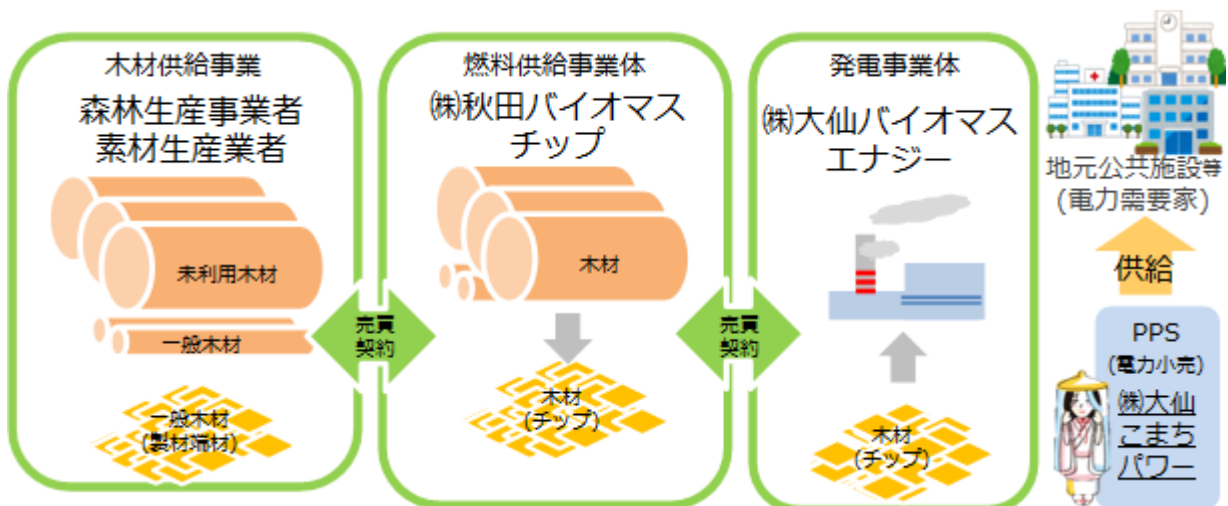 木材供給事業
森林生産事業者
素材生産業者
未利用木材
一般木材
一般木材
(製材端材)
売買
契約
燃料供給事業体
㈱秋田バイオマス
チップ
木材
木材
(チップ)
売買
契約
発電事業体
㈱大仙バイオマス
エナジー
木材
(チップ)
地元公共施設等
(電力需要家)
供給
PPS
(電力小売)
㈱大仙
こまち
パワー